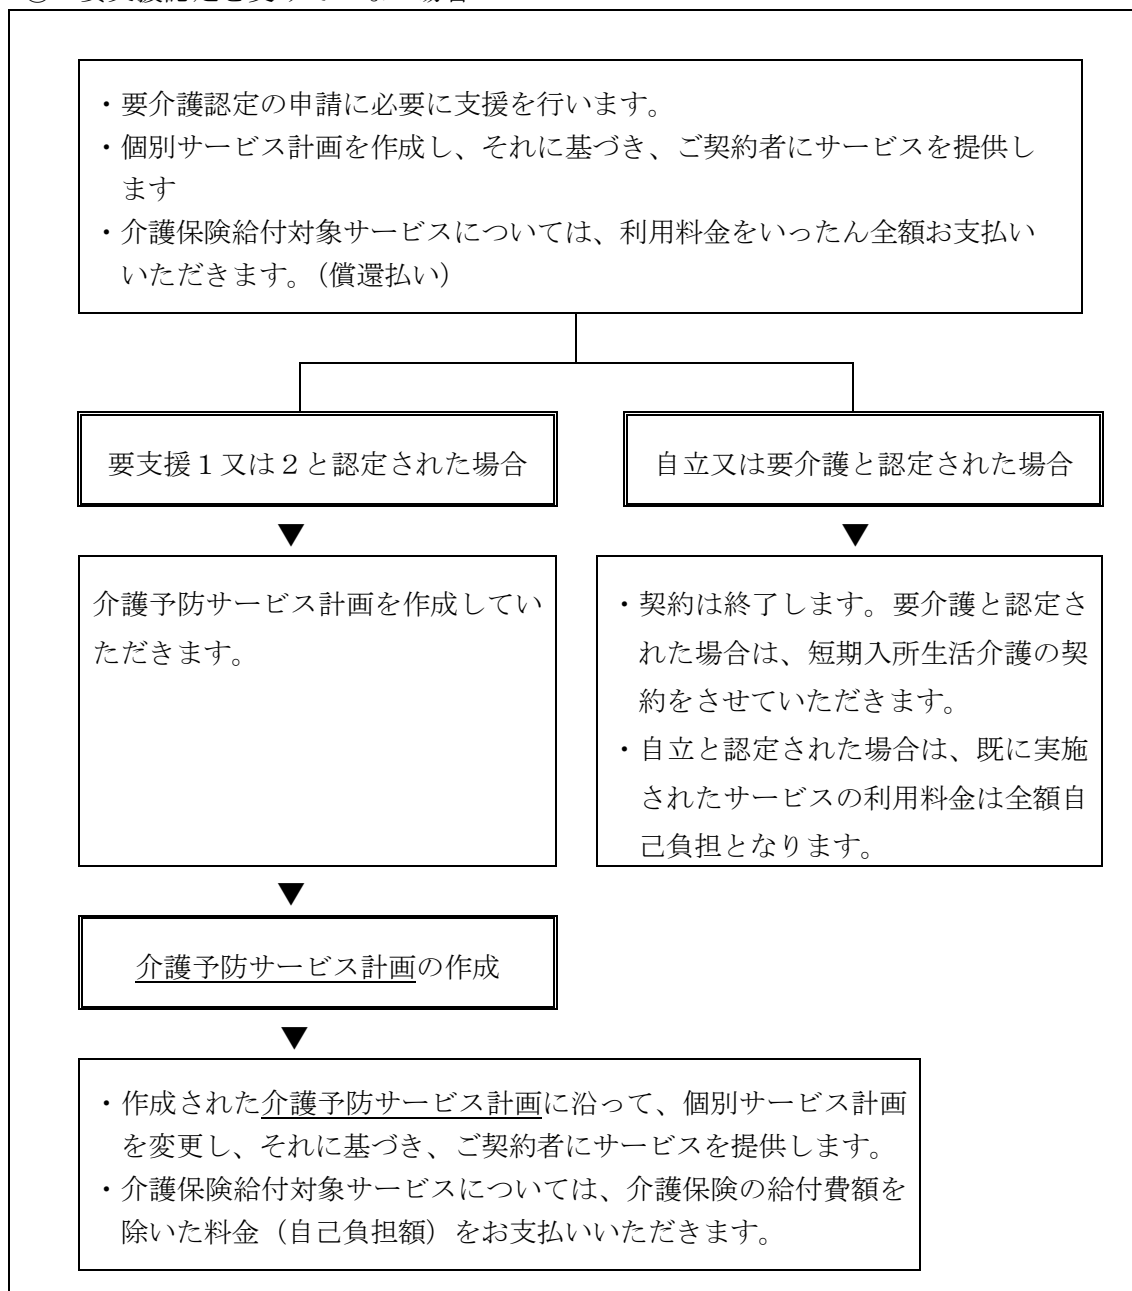 ・要介護認定の申請に必要に支援を行います。
・個別サービス計画を作成し、それに基づき、ご契約者にサービスを提供し
ます
・介護保険給付対象サービスについては、利用料金をいったん全額お支払い
いただきます。（償還払い）
要支援１又は２と認定された場合
自立又は要介護と認定された場合
▼
▼
介護予防サービス計画を作成してい
ただきます。
・契約は終了します。要介護と認定さ
れた場合は、短期入所生活介護の契
約をさせていただきます。
・自立と認定された場合は、既に実施
されたサービスの利用料金は全額自
己負担となります。
▼
介護予防サービス計画の作成
▼
・作成された介護予防サービス計画に沿って、個別サービス計画
を変更し、それに基づき、ご契約者にサービスを提供します。
・介護保険給付対象サービスについては、介護保険の給付費額を
除いた料金（自己負担額）をお支払いいただきます。